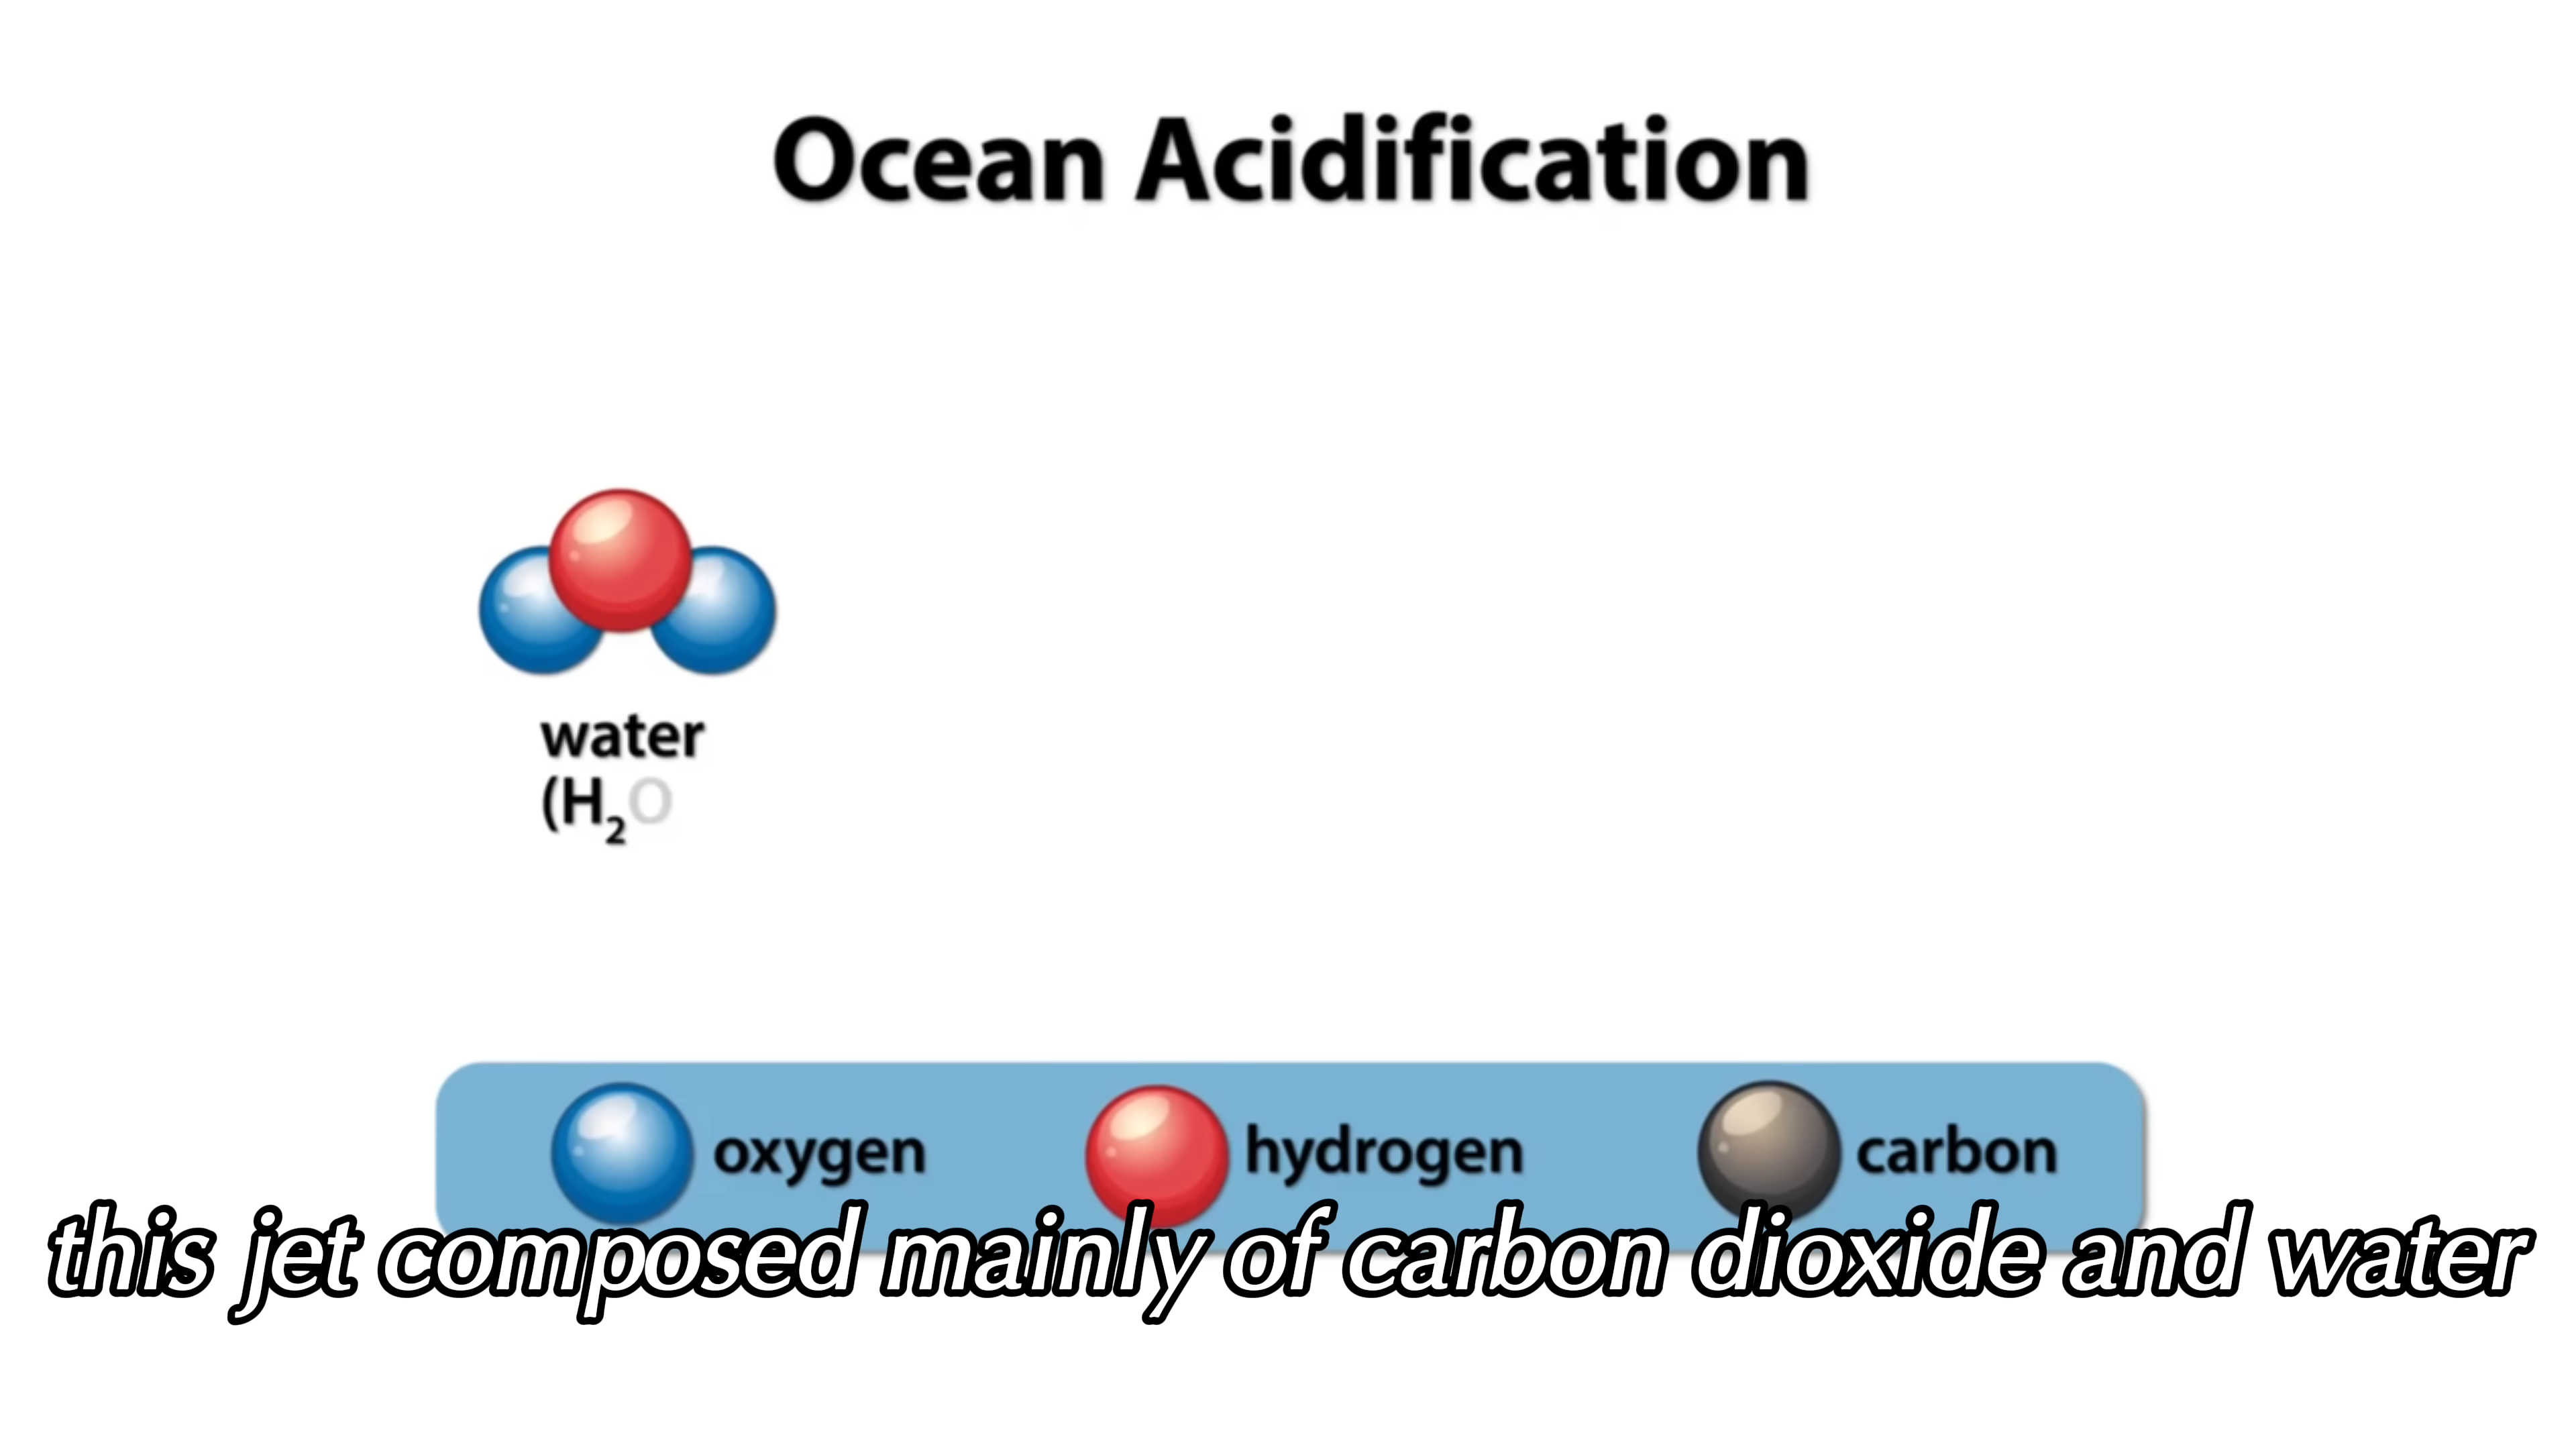 Ocean Acidification
water
(H₂O
oxygen hydrogen carbon
this jet composed mainly of carbon dioxide and water